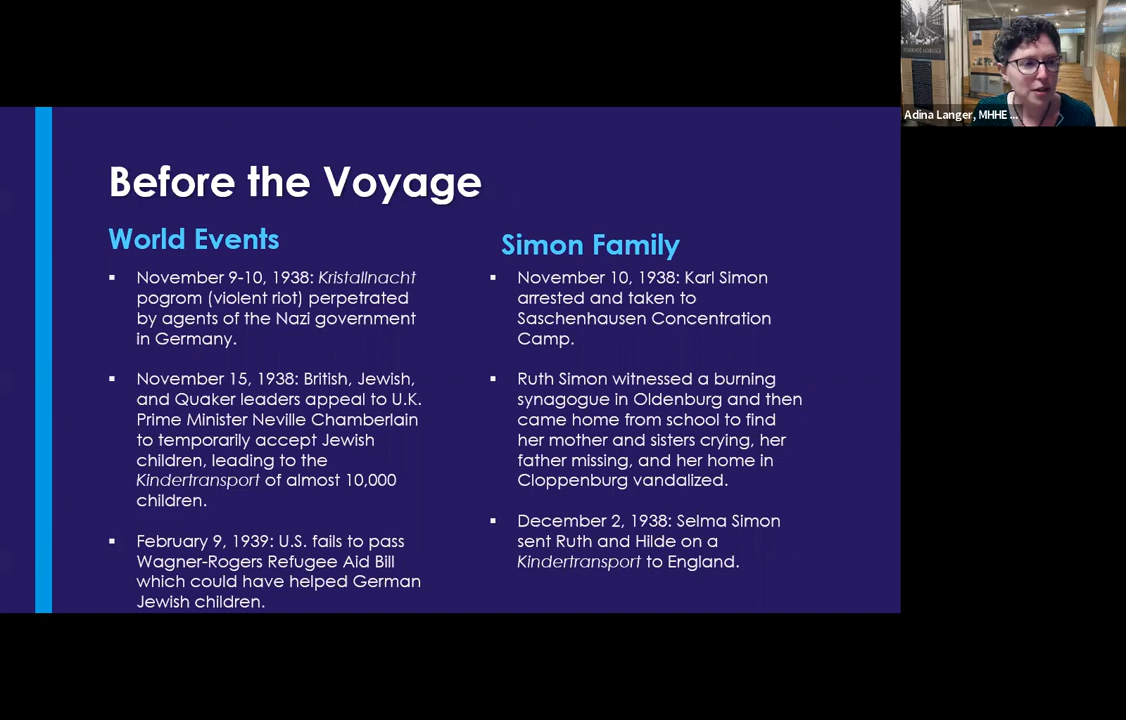 Adina Langer, MHHE ...
Before the Voyage
World Events
▪ November 9-10, 1938: Kristallnacht
pogrom (violent riot) perpetrated
by agents of the Nazi government
in Germany.
▪ November 15, 1938: British, Jewish,
and Quaker leaders appeal to U.K.
Prime Minister Neville Chamberlain
to temporarily accept Jewish
children, leading to the
Kindertransport of almost 10,000
children.
▪ February 9, 1939: U.S. fails to pass
Wagner-Rogers Refugee Aid Bill
which could have helped German
Jewish children.
Simon Family
▪ November 10, 1938: Karl Simon
arrested and taken to
Saschenhausen Concentration
Camp.
▪ Ruth Simon witnessed a burning
synagogue in Oldenburg and then
came home from school to find
her mother and sisters crying, her
father missing, and her home in
Cloppenburg vandalized.
▪ December 2, 1938: Selma Simon
sent Ruth and Hilde on a
Kindertransport to England.